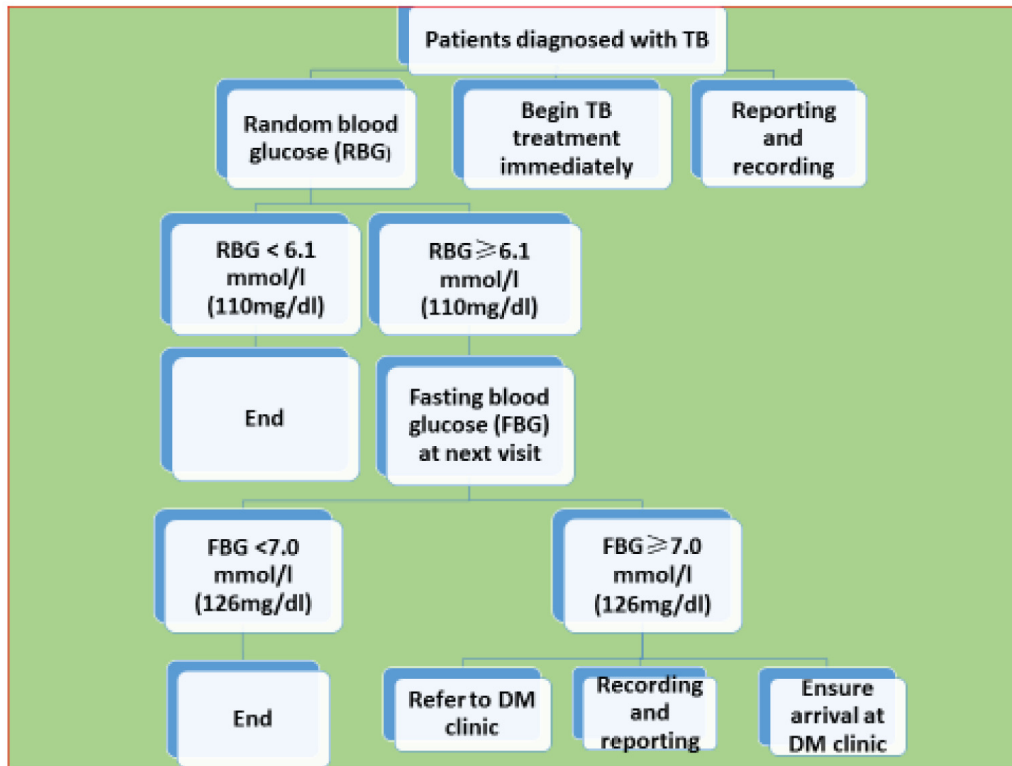 Patients diagnosed with TB
Random blood
glucose (RBG)
Begin TB
treatment
immediately
Reporting
and
recording
RBG < 6.1
mmol/l
(110mg/dl)
RBG ⩾6.1
mmol/l
(110mg/dl)
End
Fasting blood
glucose (FBG)
at next visit
FBG <7.0
mmol/l
(126mg/dl)
FBG ⩾7.0
mmol/l
(126mg/dl)
End
Refer to DM
clinic
Recording
and
reporting
Ensure
arrival at
DM clinic